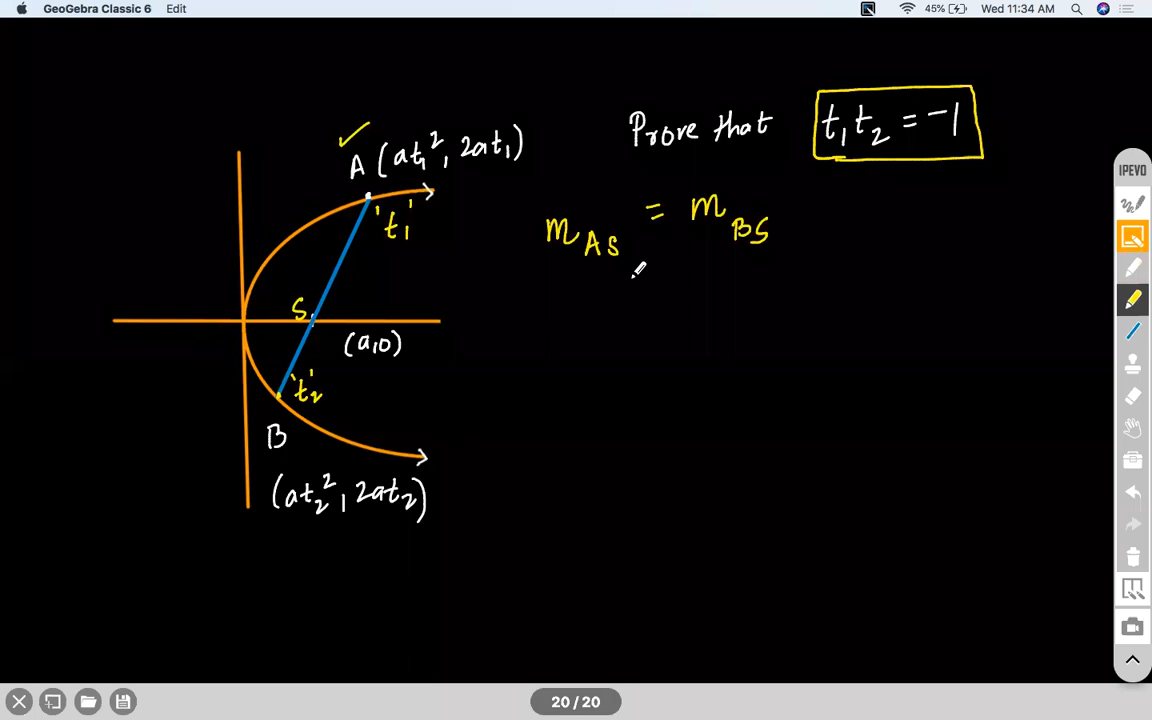 GeoGebra Classic 6 Edit 45% Wed 11:34 AM
Prove that t₁t₂ = -1
A (at₁², 2at₁)
't₁'
m_AS = m_BS
S
(a,0)
't₂'
B
(at₂², 2at₂)
IPEVO
20 / 20